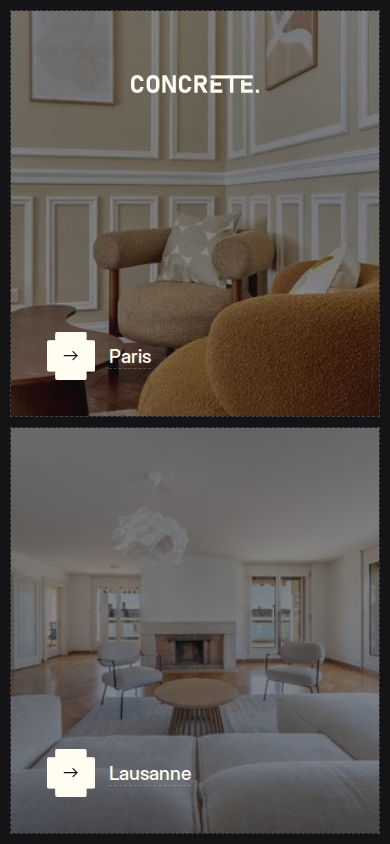 CONCRETE.
→ Paris
→ Lausanne